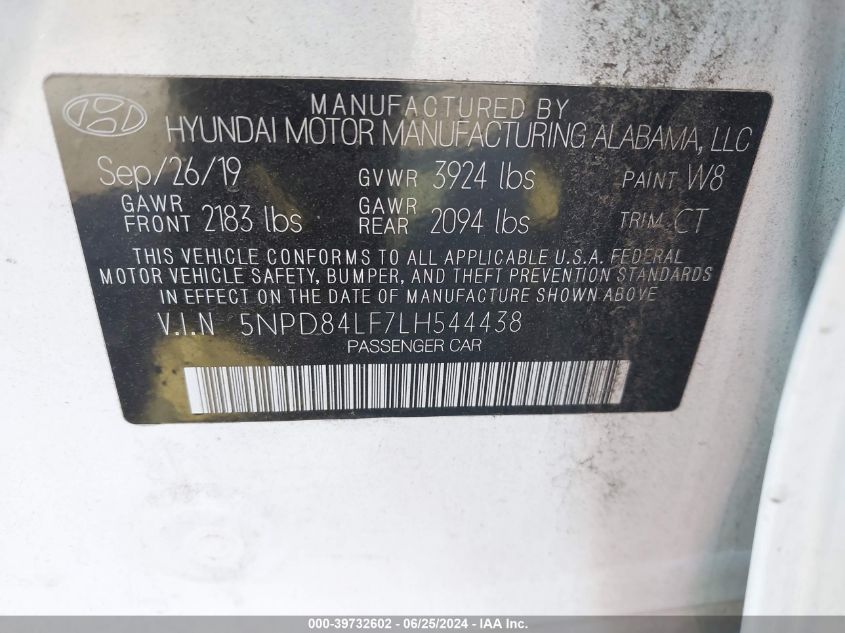 MANUFACTURED BY
HYUNDAI MOTOR MANUFACTURING ALABAMA, LLC
Sep/26/19 GVWR 3924 lbs PAINT W8
GAWR FRONT 2183 lbs GAWR REAR 2094 lbs TRIM CT
THIS VEHICLE CONFORMS TO ALL APPLICABLE U.S.A. FEDERAL
MOTOR VEHICLE SAFETY, BUMPER, AND THEFT PREVENTION STANDARDS
IN EFFECT ON THE DATE OF MANUFACTURE SHOWN ABOVE
V.I.N 5NPD84LF7LH544438
PASSENGER CAR
000-39732602 - 06/25/2024 - www.iaai.com